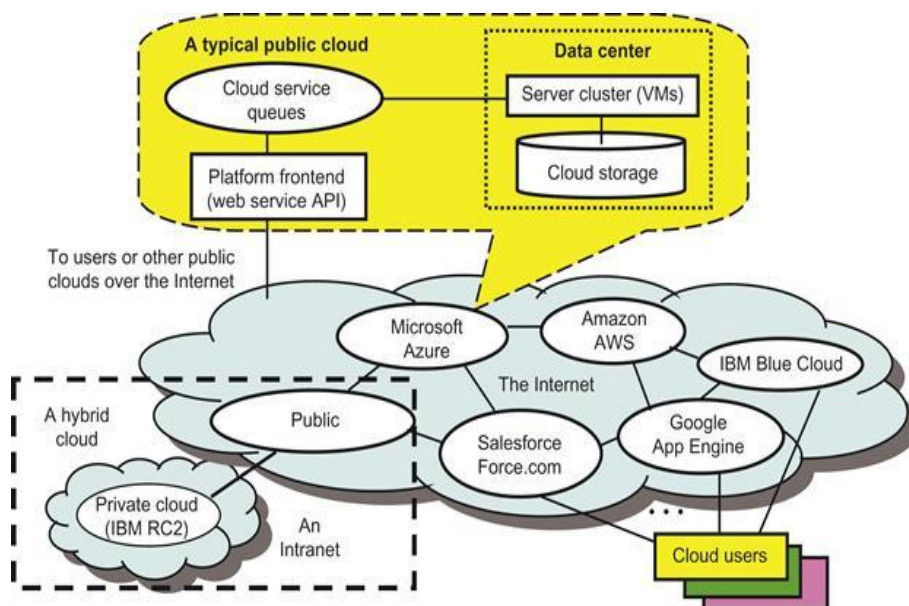 A typical public cloud
Data center
Cloud service
queues
Server cluster (VMs)
Platform frontend
(web service API)
Cloud storage
To users or other public
clouds over the Internet
Microsoft
Azure
Amazon
AWS
IBM Blue Cloud
The Internet
A hybrid
cloud
Public
Salesforce
Force.com
Google
App Engine
Private cloud
(IBM RC2)
An
Intranet
...
Cloud users